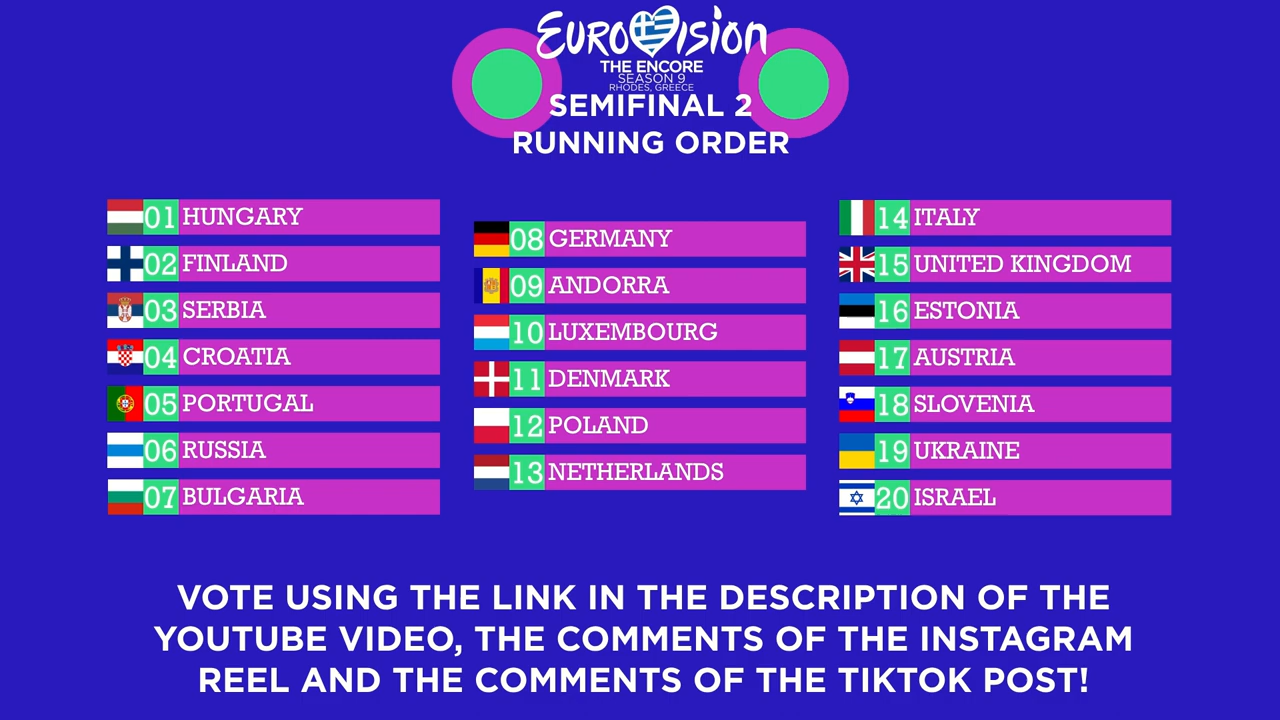 EUROVISION
THE ENCORE
SEASON 9
RHODES, GREECE
SEMIFINAL 2
RUNNING ORDER
01 HUNGARY
02 FINLAND
03 SERBIA
04 CROATIA
05 PORTUGAL
06 RUSSIA
07 BULGARIA
08 GERMANY
09 ANDORRA
10 LUXEMBOURG
11 DENMARK
12 POLAND
13 NETHERLANDS
14 ITALY
15 UNITED KINGDOM
16 ESTONIA
17 AUSTRIA
18 SLOVENIA
19 UKRAINE
20 ISRAEL
VOTE USING THE LINK IN THE DESCRIPTION OF THE
YOUTUBE VIDEO, THE COMMENTS OF THE INSTAGRAM
REEL AND THE COMMENTS OF THE TIKTOK POST!